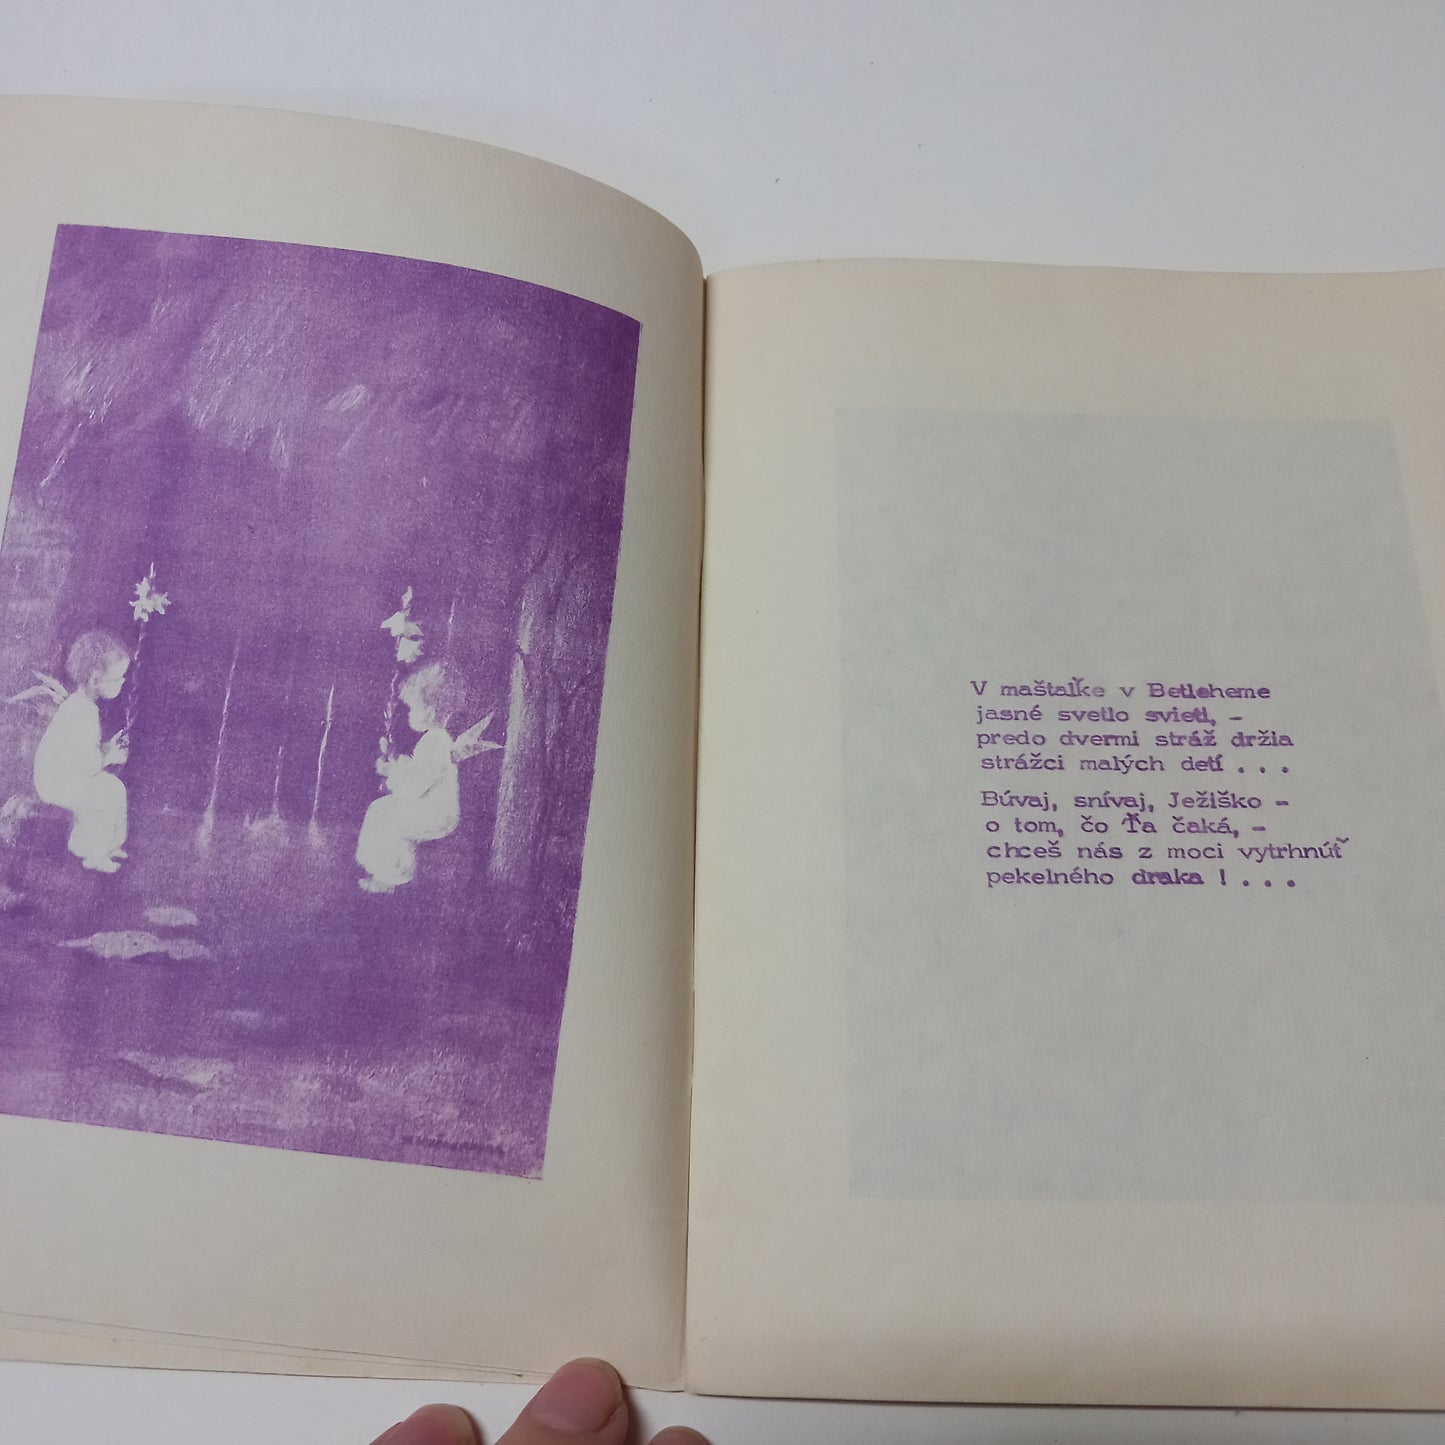 V maštaľke v Betleheme
jasné svetlo svieti, -
predo dvermi stráž držia
strážci malých detí . . .
Búvaj, snívaj, Ježiško -
o tom, čo Ťa čaká, -
chceš nás z moci vytrhnúť
pekelného draka ! . . .